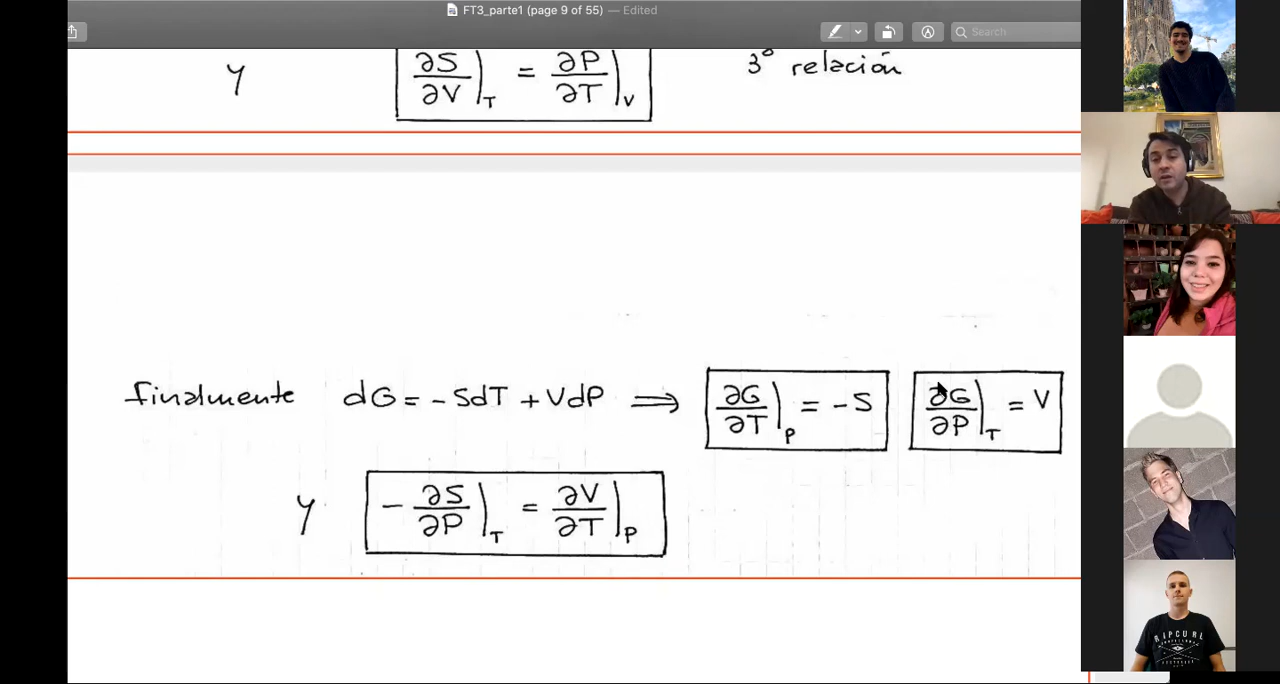 FT3_parte1 (page 9 of 55) — Edited
Search
y ∂S/∂V|_T = ∂P/∂T|_V 3° relación
finalmente dG = -SdT + VdP ⟹ ∂G/∂T|_P = -S ∂G/∂P|_T = V
y -∂S/∂P|_T = ∂V/∂T|_P
RIPCURL